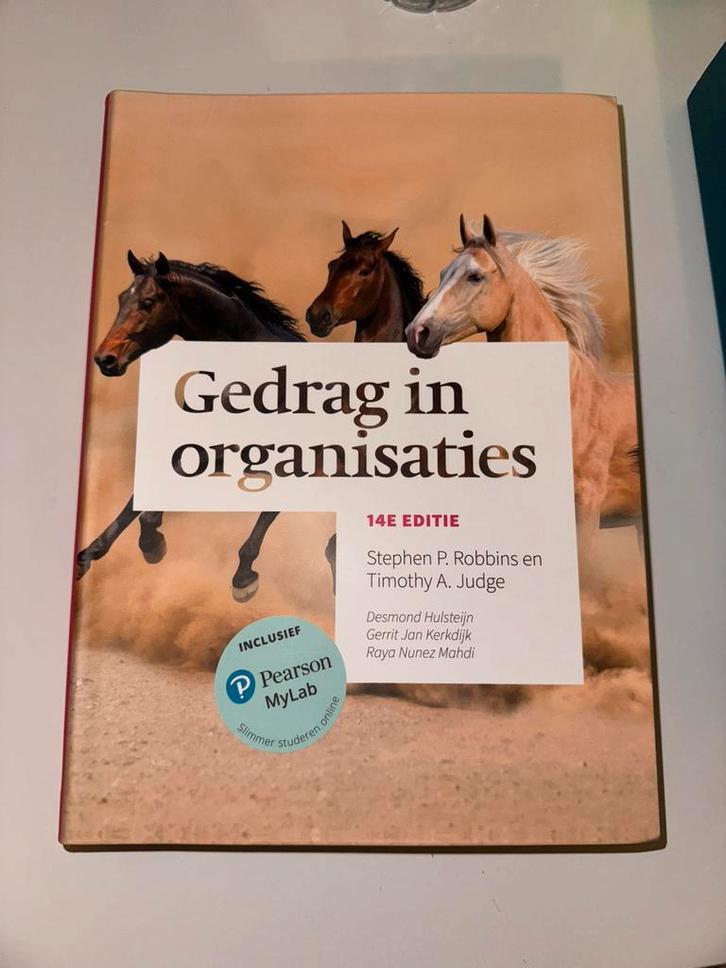 Gedrag in
organisaties
14E EDITIE
Stephen P. Robbins en
Timothy A. Judge
Desmond Hulsteijn
Gerrit Jan Kerkdijk
Raya Nunez Mahdi
INCLUSIEF
P Pearson
MyLab
Slimmer studeren online